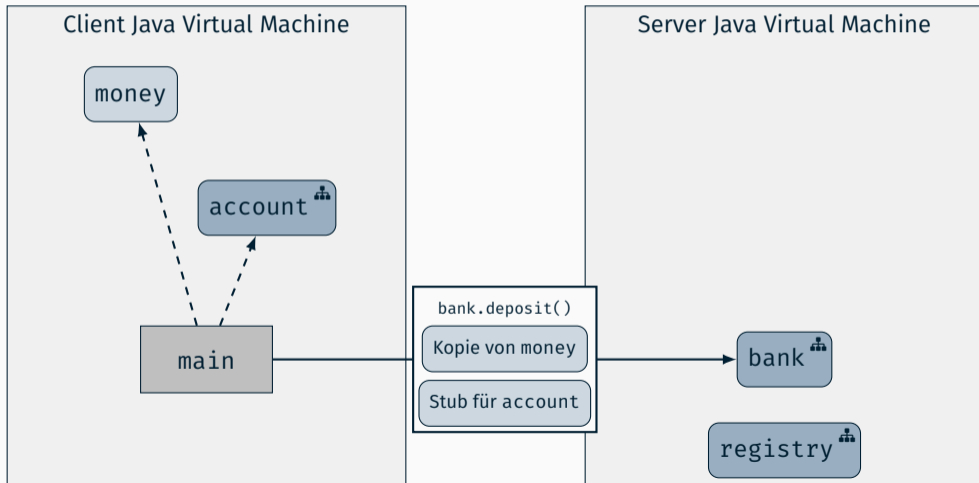 Client Java Virtual Machine
Server Java Virtual Machine
money
account
main
bank.deposit()
Kopie von money
Stub für account
bank
registry